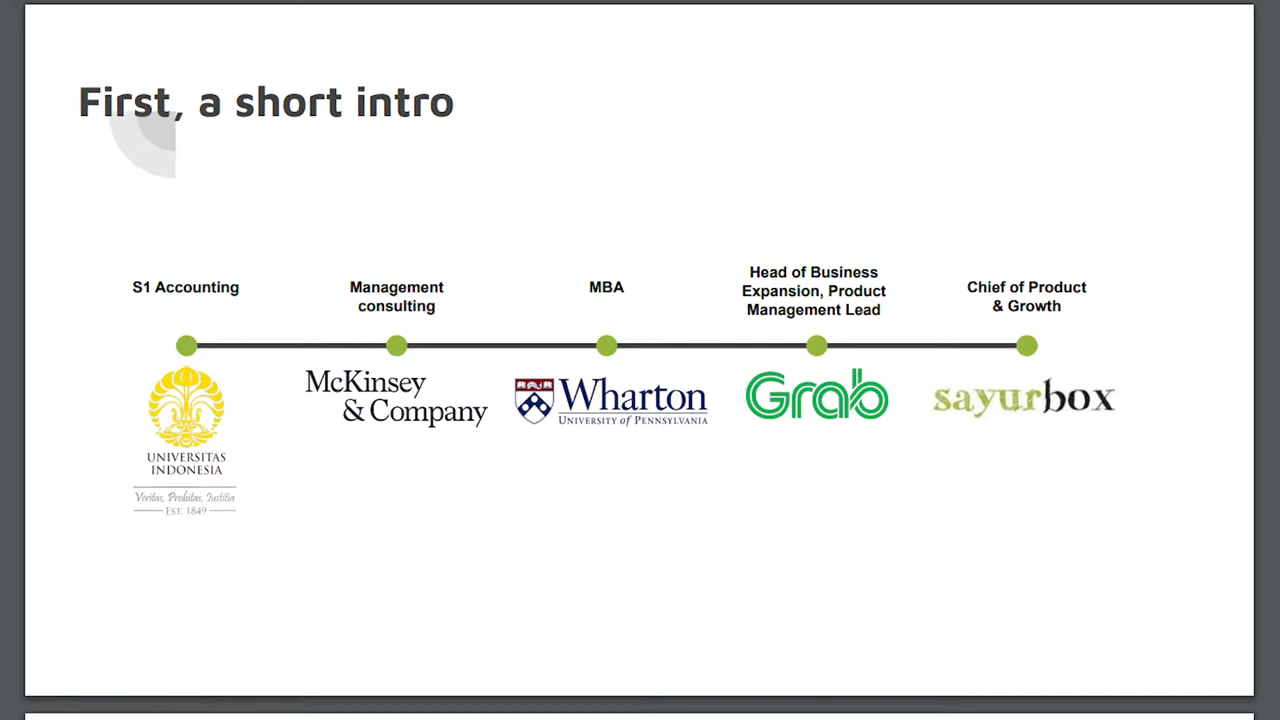 First, a short intro
S1 Accounting
Management
consulting
MBA
Head of Business
Expansion, Product
Management Lead
Chief of Product
& Growth
UNIVERSITAS
INDONESIA
Veritas, Probitas, Iustitia
EST. 1849
McKinsey
& Company
Wharton
UNIVERSITY of PENNSYLVANIA
Grab
sayurbox